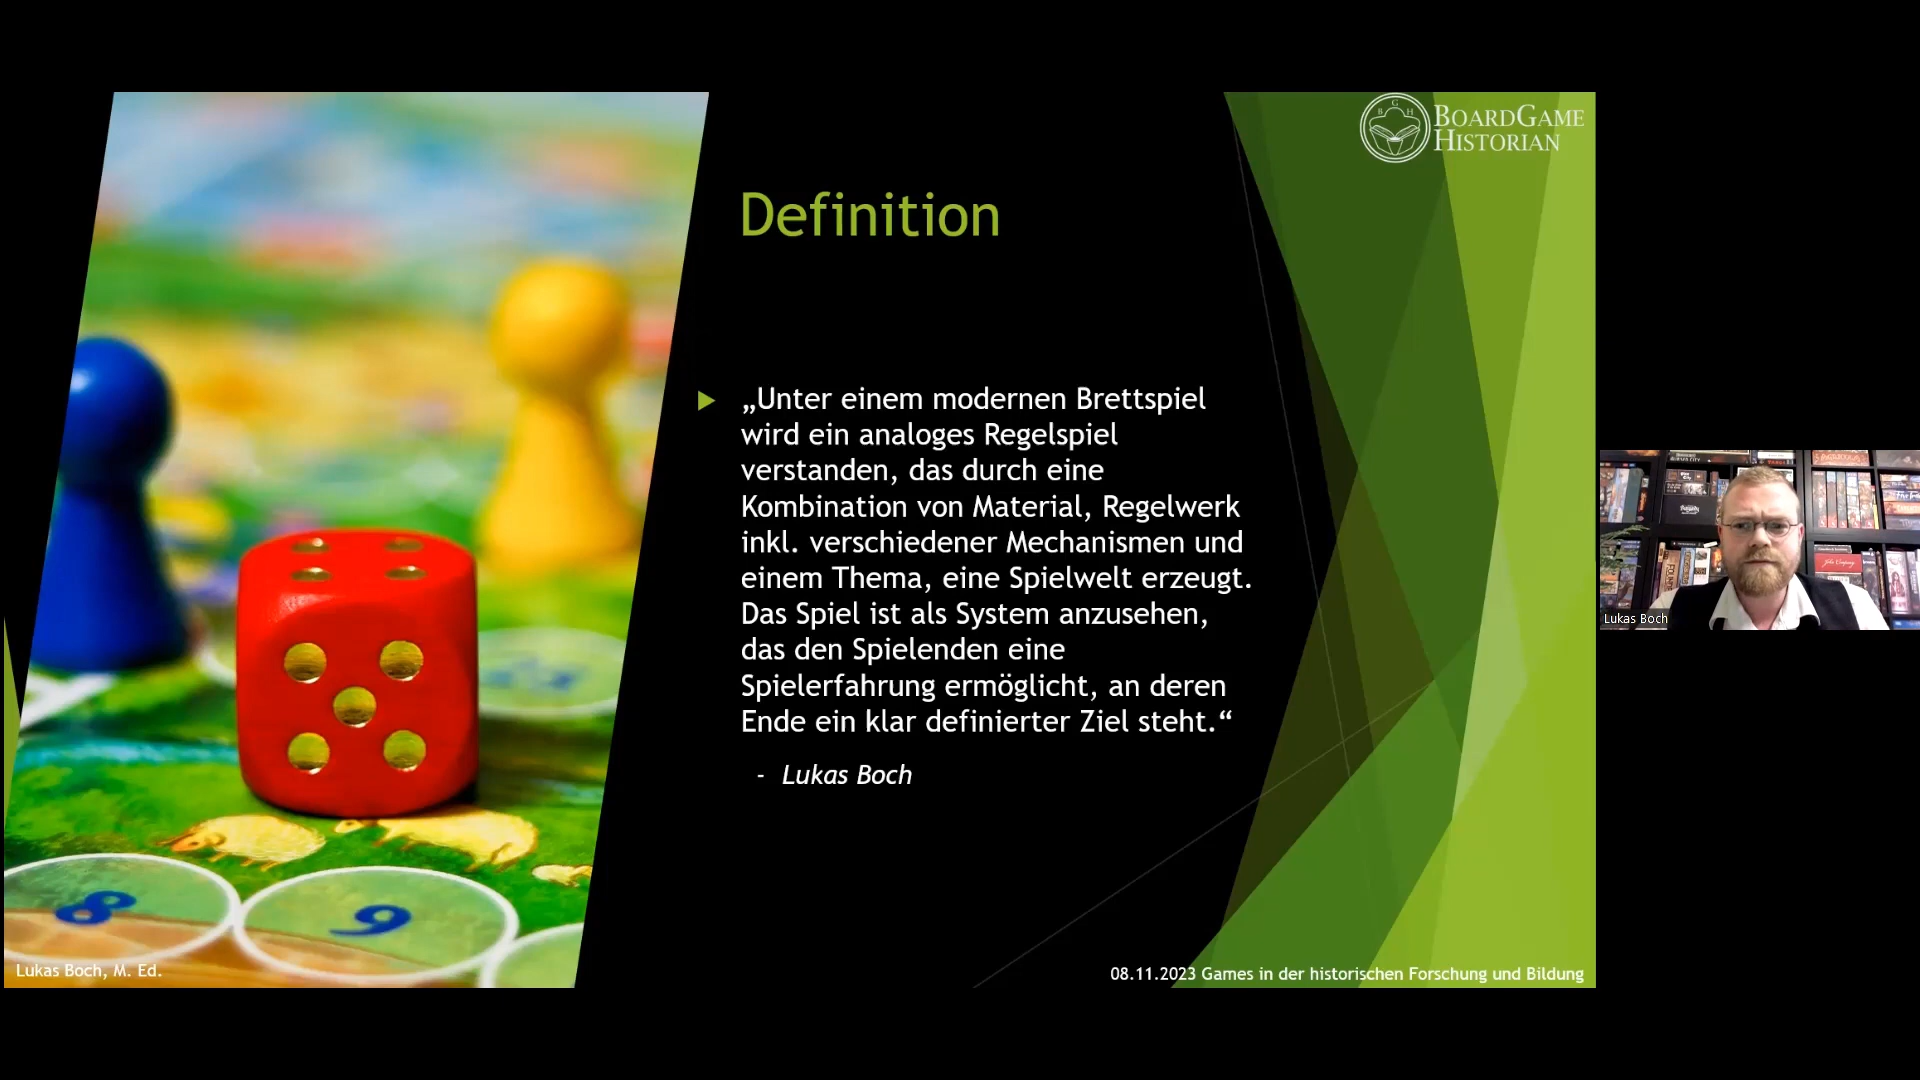 BOARDGAME
HISTORIAN
B G H
Definition
„Unter einem modernen Brettspiel
wird ein analoges Regelspiel
verstanden, das durch eine
Kombination von Material, Regelwerk
inkl. verschiedener Mechanismen und
einem Thema, eine Spielwelt erzeugt.
Das Spiel ist als System anzusehen,
das den Spielenden eine
Spielerfahrung ermöglicht, an deren
Ende ein klar definierter Ziel steht.“
- Lukas Boch
8
9
Lukas Boch, M. Ed.
08.11.2023 Games in der historischen Forschung und Bildung
Lukas Boch